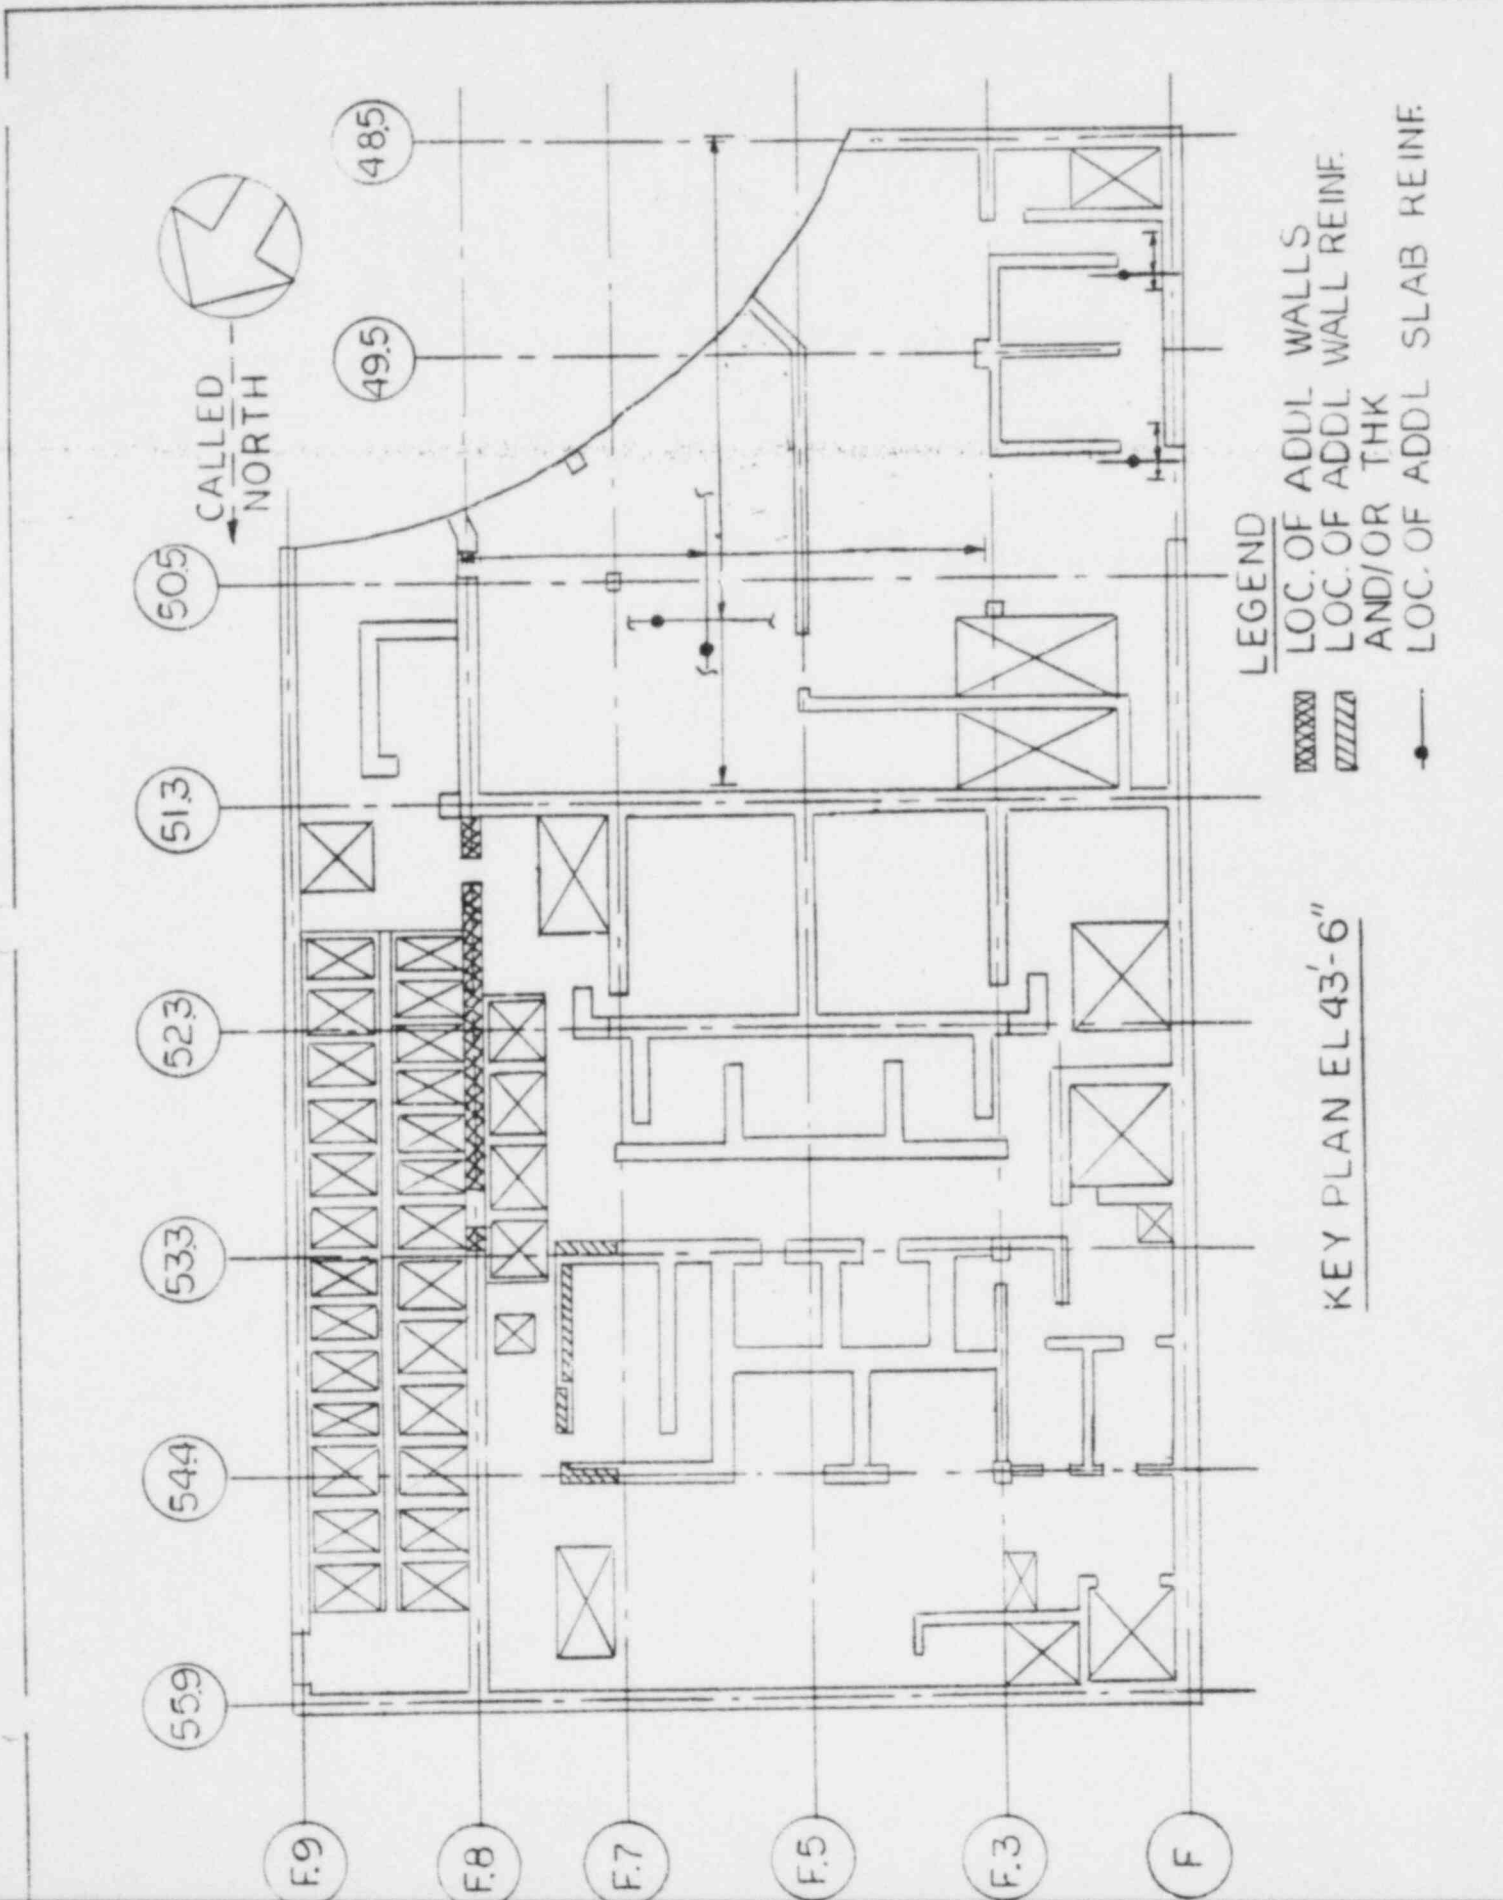 CALLED
NORTH
48.5
49.5
50.5
51.3
52.3
53.3
54.4
55.9
F.9
F.8
F.7
F.5
F.3
F
LEGEND
LOC. OF ADDL WALLS
LOC. OF ADDL WALL REINF.
AND/OR THK
LOC. OF ADDL SLAB REINF.
KEY PLAN EL 43'-6"